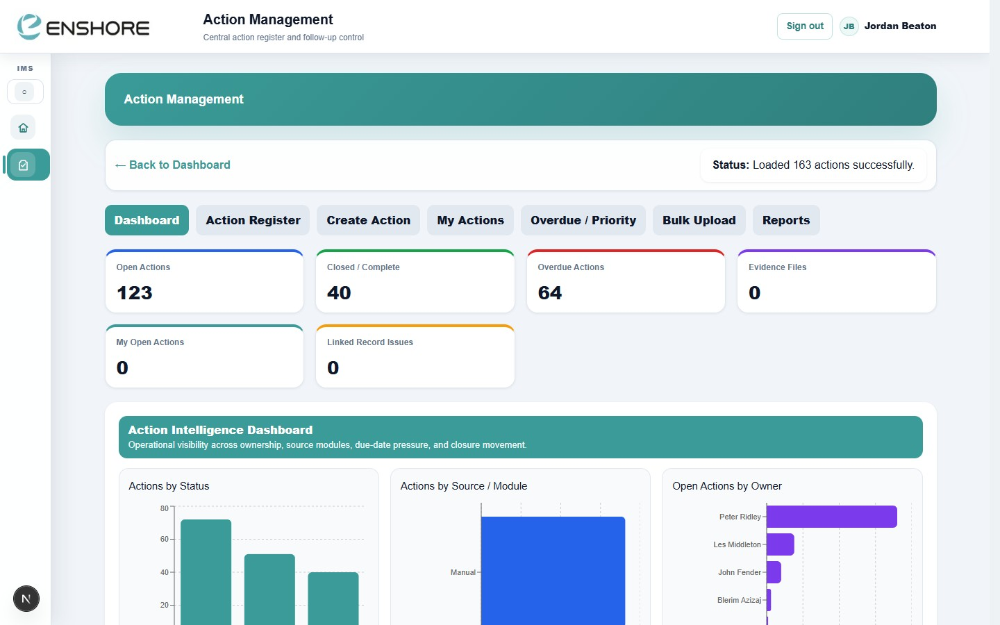 ENSHORE
Action Management
Central action register and follow-up control
Sign out
JB
Jordan Beaton
IMS
Action Management
← Back to Dashboard
Status: Loaded 163 actions successfully.
Dashboard
Action Register
Create Action
My Actions
Overdue / Priority
Bulk Upload
Reports
Open Actions
123
Closed / Complete
40
Overdue Actions
64
Evidence Files
0
My Open Actions
0
Linked Record Issues
0
Action Intelligence Dashboard
Operational visibility across ownership, source modules, due-date pressure, and closure movement.
Actions by Status
80
60
40
20
Actions by Source / Module
Manual
Open Actions by Owner
Peter Ridley
Les Middleton
John Fender
Blerim Azizaj
N